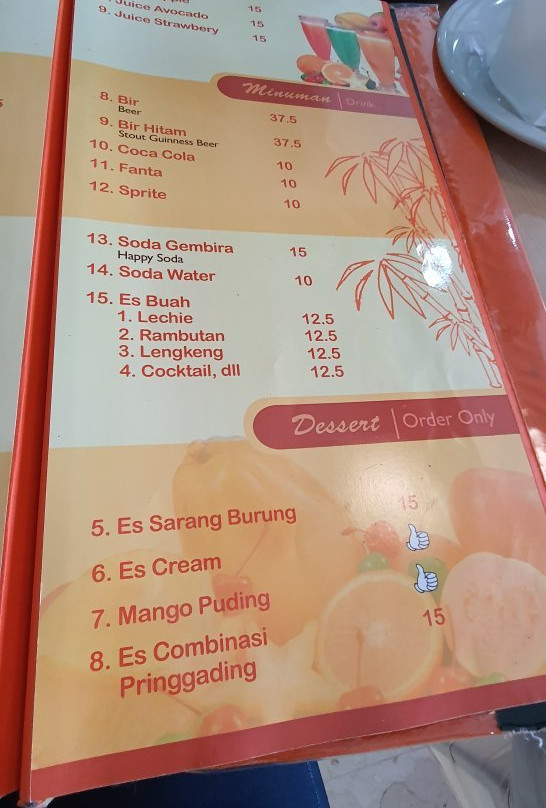 9. Juice Avocado 15
9. Juice Strawbery 15
15
Minuman | Drink
8. Bir 37.5
Beer
9. Bir Hitam 37.5
Stout Guinness Beer
10. Coca Cola 10
11. Fanta 10
12. Sprite 10
13. Soda Gembira 15
Happy Soda
14. Soda Water 10
15. Es Buah
1. Lechie 12.5
2. Rambutan 12.5
3. Lengkeng 12.5
4. Cocktail, dll 12.5
Dessert | Order Only
5. Es Sarang Burung 15
6. Es Cream
7. Mango Puding
8. Es Combinasi 15
Pringgading